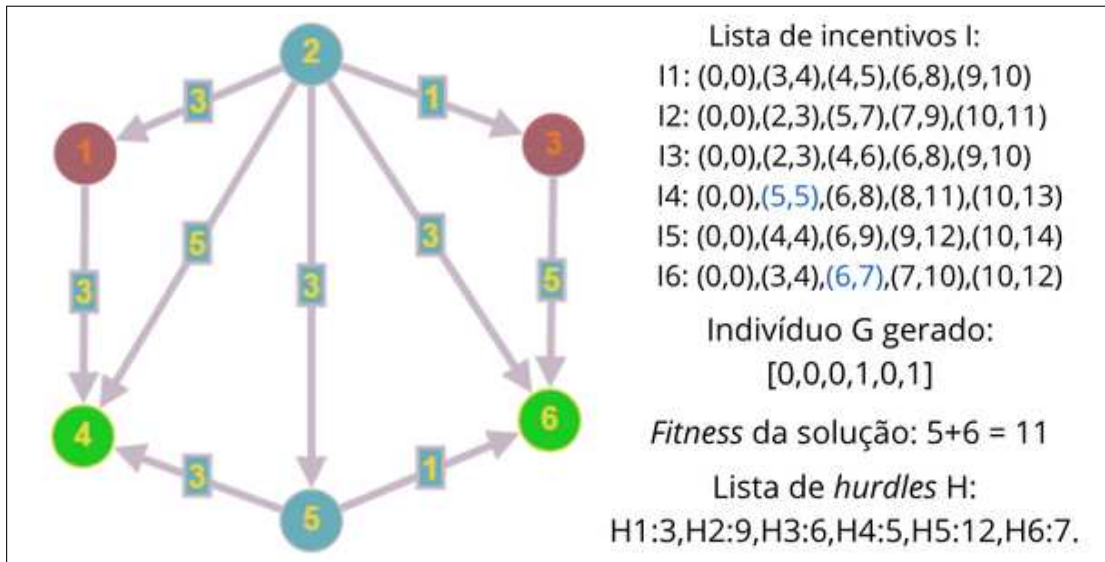 2
3
1
1
3
5
3
3
3
5
4
6
3
1
5
Lista de incentivos I:
I1: (0,0),(3,4),(4,5),(6,8),(9,10)
I2: (0,0),(2,3),(5,7),(7,9),(10,11)
I3: (0,0),(2,3),(4,6),(6,8),(9,10)
I4: (0,0),(5,5),(6,8),(8,11),(10,13)
I5: (0,0),(4,4),(6,9),(9,12),(10,14)
I6: (0,0),(3,4),(6,7),(7,10),(10,12)
Indivíduo G gerado:
[0,0,0,1,0,1]
Fitness da solução: 5+6 = 11
Lista de hurdles H:
H1:3,H2:9,H3:6,H4:5,H5:12,H6:7.